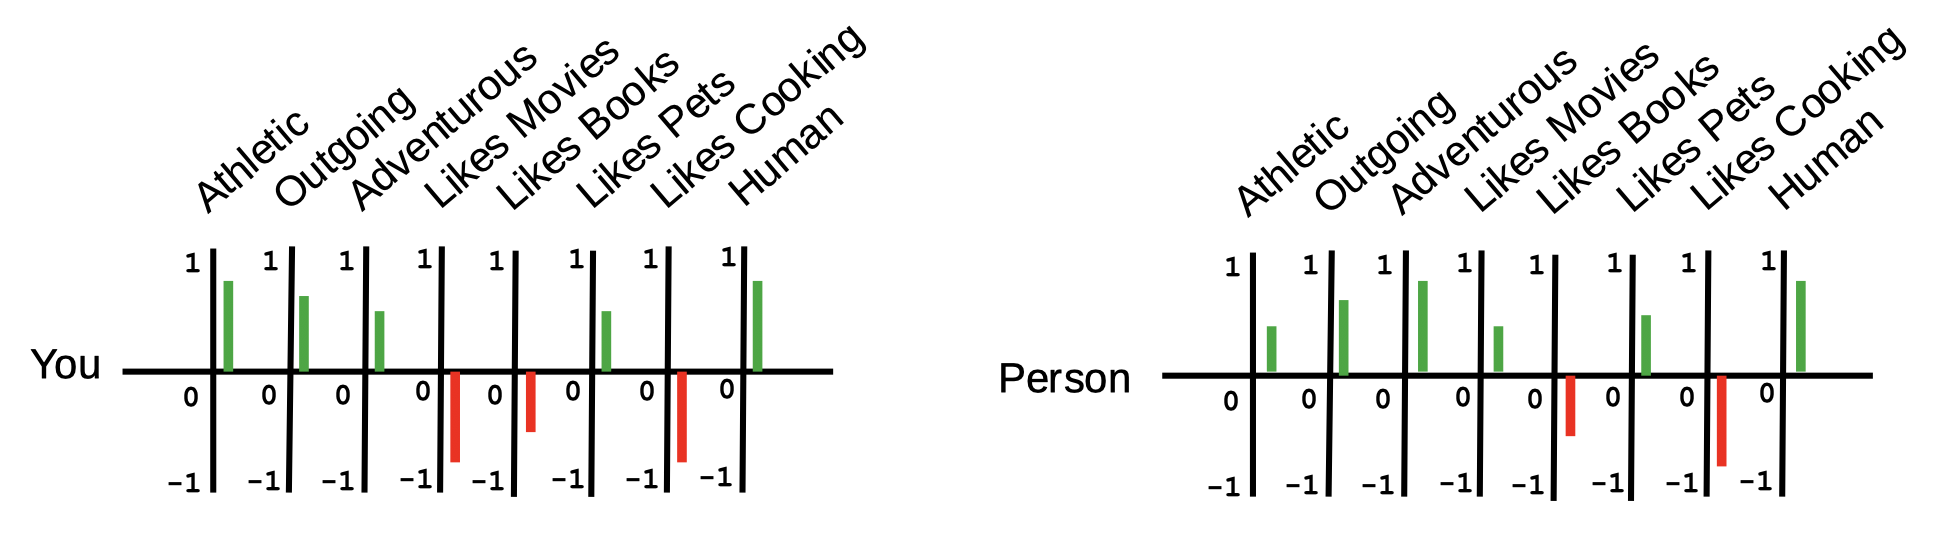 Athletic
Outgoing
Adventurous
Likes Movies
Likes Books
Likes Pets
Likes Cooking
Human
1 1 1 1 1 1 1 1
You
0 0 0 0 0 0 0 0
-1 -1 -1 -1 -1 -1 -1 -1
Athletic
Outgoing
Adventurous
Likes Movies
Likes Books
Likes Pets
Likes Cooking
Human
1 1 1 1 1 1 1 1
Person
0 0 0 0 0 0 0 0
-1 -1 -1 -1 -1 -1 -1 -1